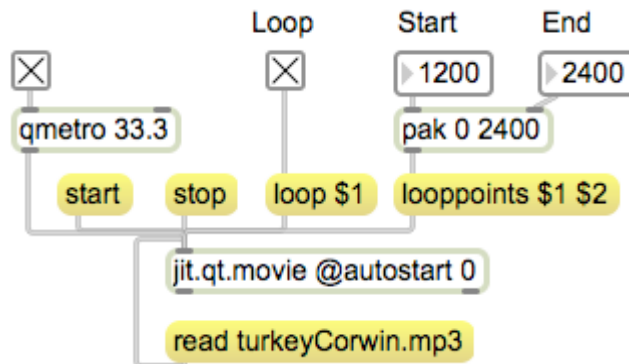 Loop Start End
1200 2400
qmetro 33.3 pak 0 2400
start stop loop $1 looppoints $1 $2
jit.qt.movie @autostart 0
read turkeyCorwin.mp3